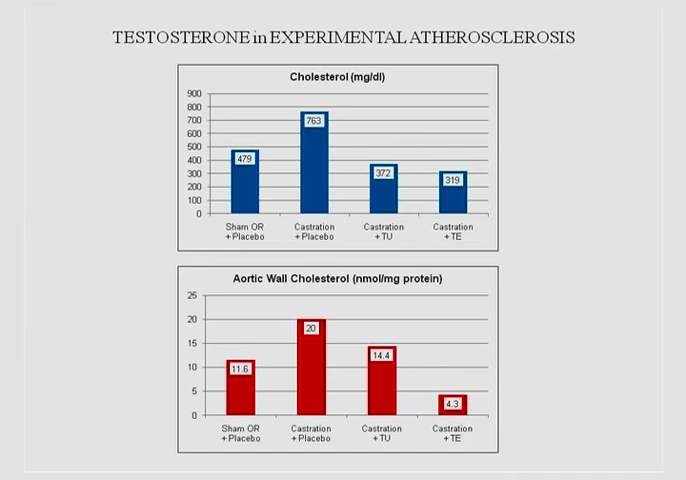 TESTOSTERONE in EXPERIMENTAL ATHEROSCLEROSIS
Cholesterol (mg/dl)
900
800
700
600
500
400
300
200
100
0
479
763
372
319
Sham OR
+ Placebo
Castration
+ Placebo
Castration
+ TU
Castration
+ TE
Aortic Wall Cholesterol (nmol/mg protein)
25
20
15
10
5
0
11.6
20
14.4
4.3
Sham OR
+ Placebo
Castration
+ Placebo
Castration
+ TU
Castration
+ TE